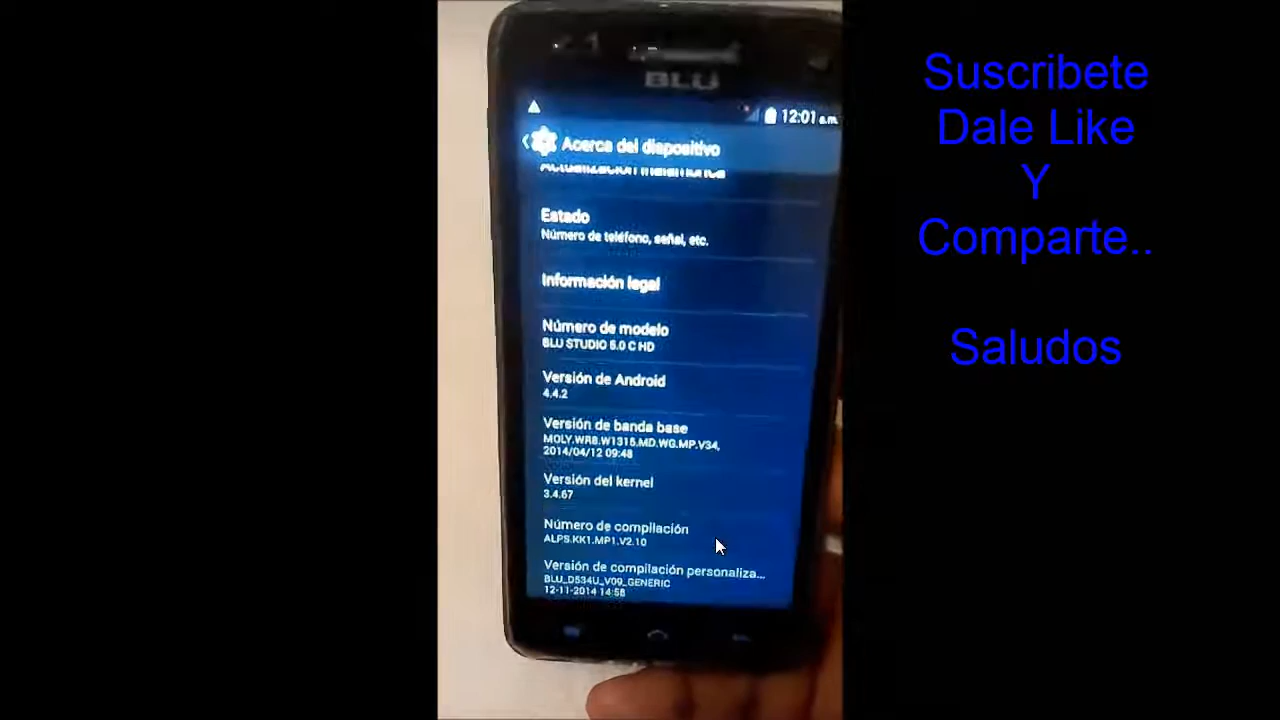 BLU
12:01 a.m.
Acerca del dispositivo
Estado
Número de teléfono, señal, etc.
Información legal
Número de modelo
BLU STUDIO 5.0 C HD
Versión de Android
4.4.2
Versión de banda base
MOLY.WR8.W1315.MD.WG.MP.V34,
2014/04/12 09:48
Versión del kernel
3.4.67
Número de compilación
ALPS.KK1.MP1.V2.10
Versión de compilación personaliza...
BLU_D534U_V09_GENERIC
12-11-2014 14:58
Suscribete
Dale Like
Y
Comparte..
Saludos